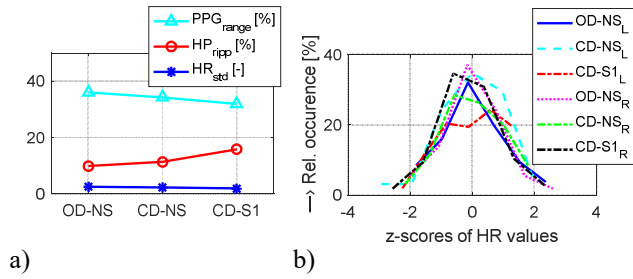 PPG_range [%]
HP_ripp [%]
HR_std [-]
60
40
20
0
OD-NS CD-NS CD-S1
a)
—> Rel. occurence [%]
40
20
0
-4 -2 0 2 4
z-scores of HR values
OD-NS_L
CD-NS_L
CD-S1_L
OD-NS_R
CD-NS_R
CD-S1_R
b)